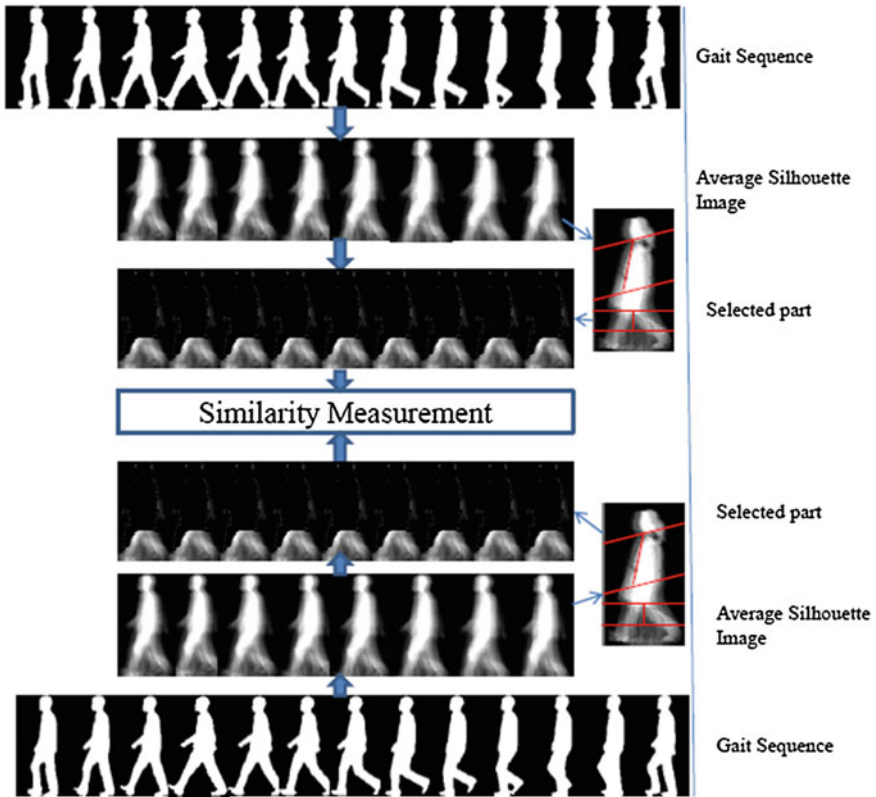 Gait Sequence
Average Silhouette
Image
Selected part
Similarity Measurement
Selected part
Average Silhouette
Image
Gait Sequence